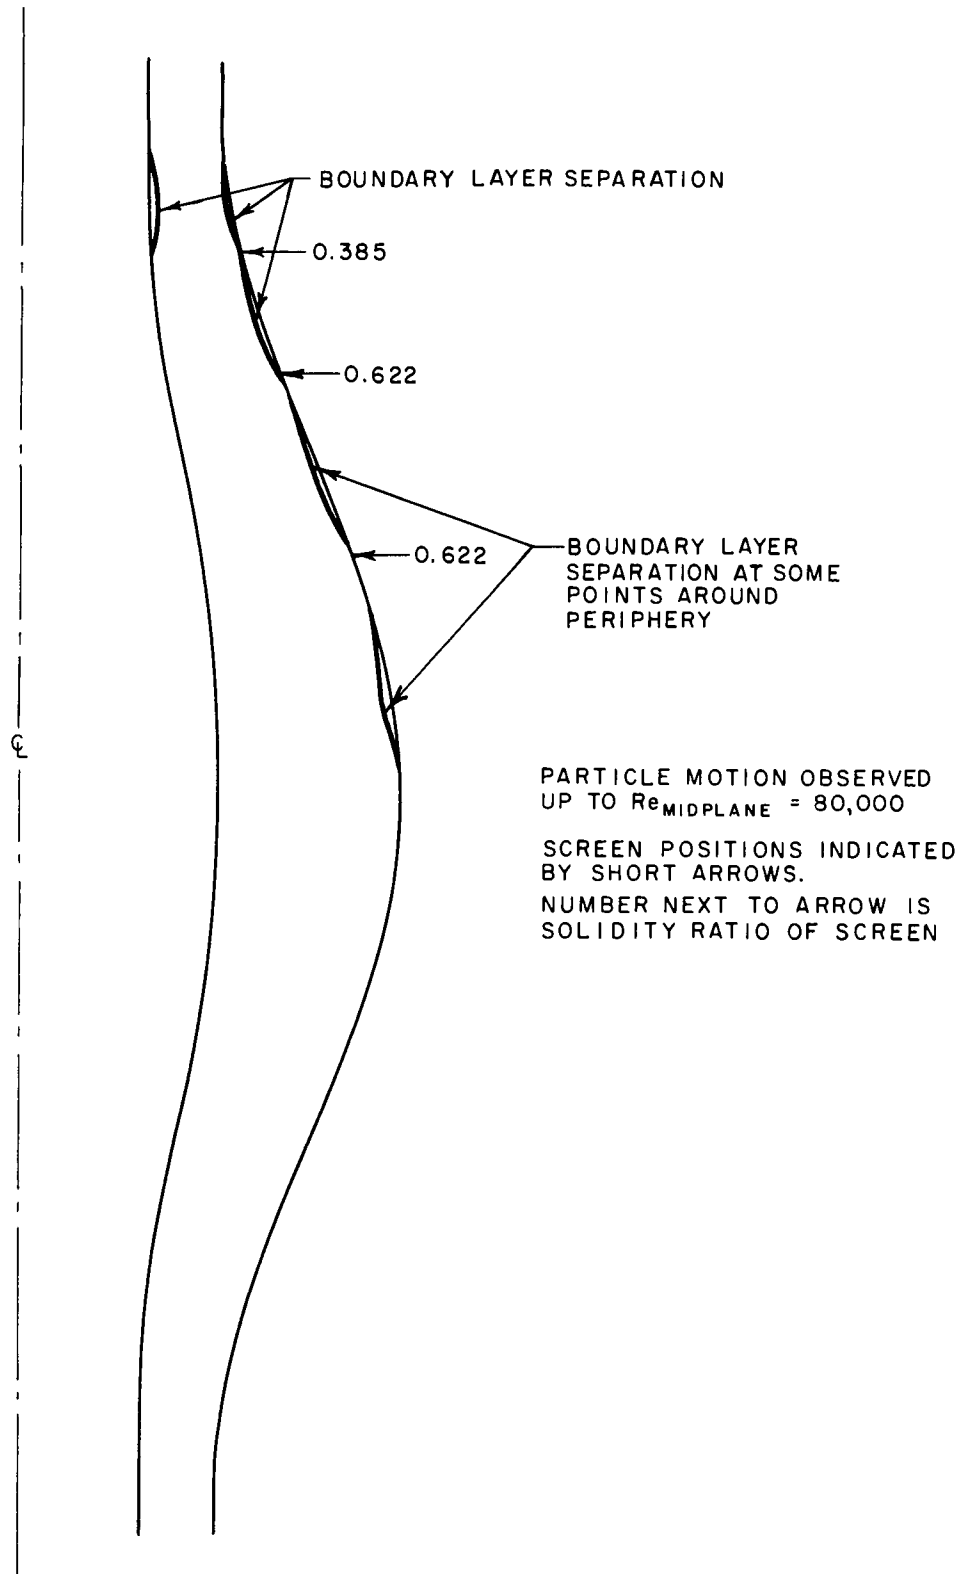 BOUNDARY LAYER SEPARATION
0.385
0.622
0.622
BOUNDARY LAYER
SEPARATION AT SOME
POINTS AROUND
PERIPHERY
℄
PARTICLE MOTION OBSERVED
UP TO Re MIDPLANE = 80,000
SCREEN POSITIONS INDICATED
BY SHORT ARROWS.
NUMBER NEXT TO ARROW IS
SOLIDITY RATIO OF SCREEN